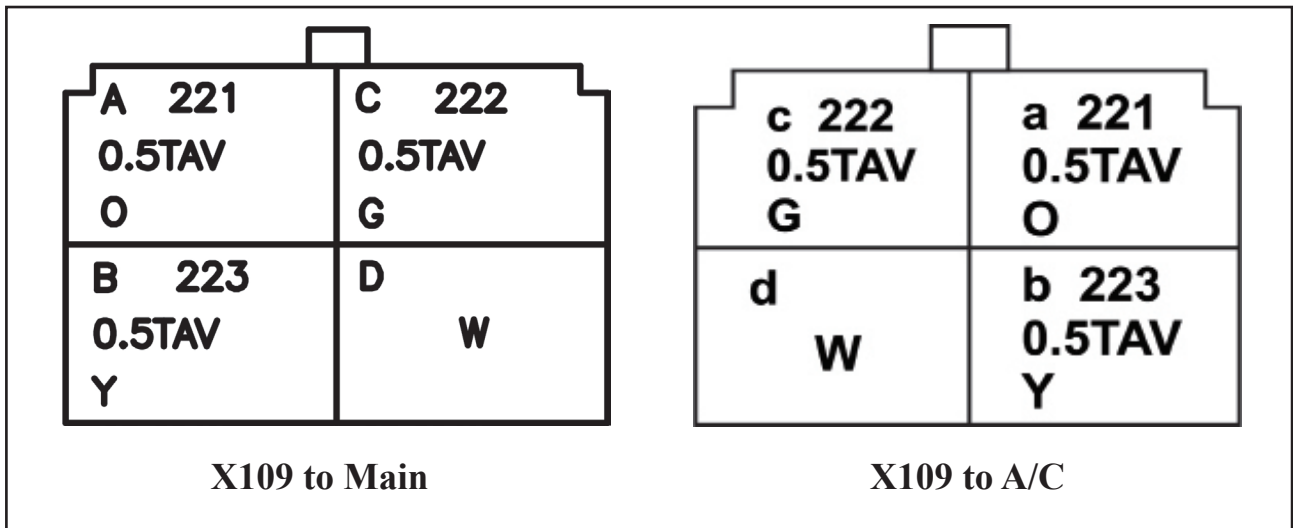 A 221
0.5TAV
O
C 222
0.5TAV
G
B 223
0.5TAV
Y
D
W
X109 to Main
c 222
0.5TAV
G
a 221
0.5TAV
O
d
W
b 223
0.5TAV
Y
X109 to A/C